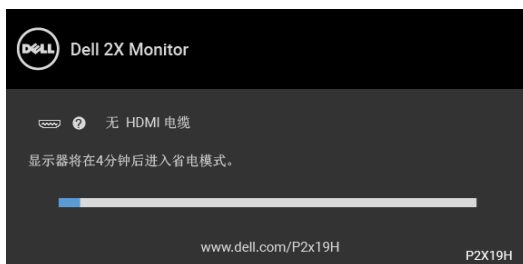 DELL Dell 2X Monitor
无 HDMI 电缆
显示器将在4分钟后进入省电模式。
www.dell.com/P2x19H
P2X19H